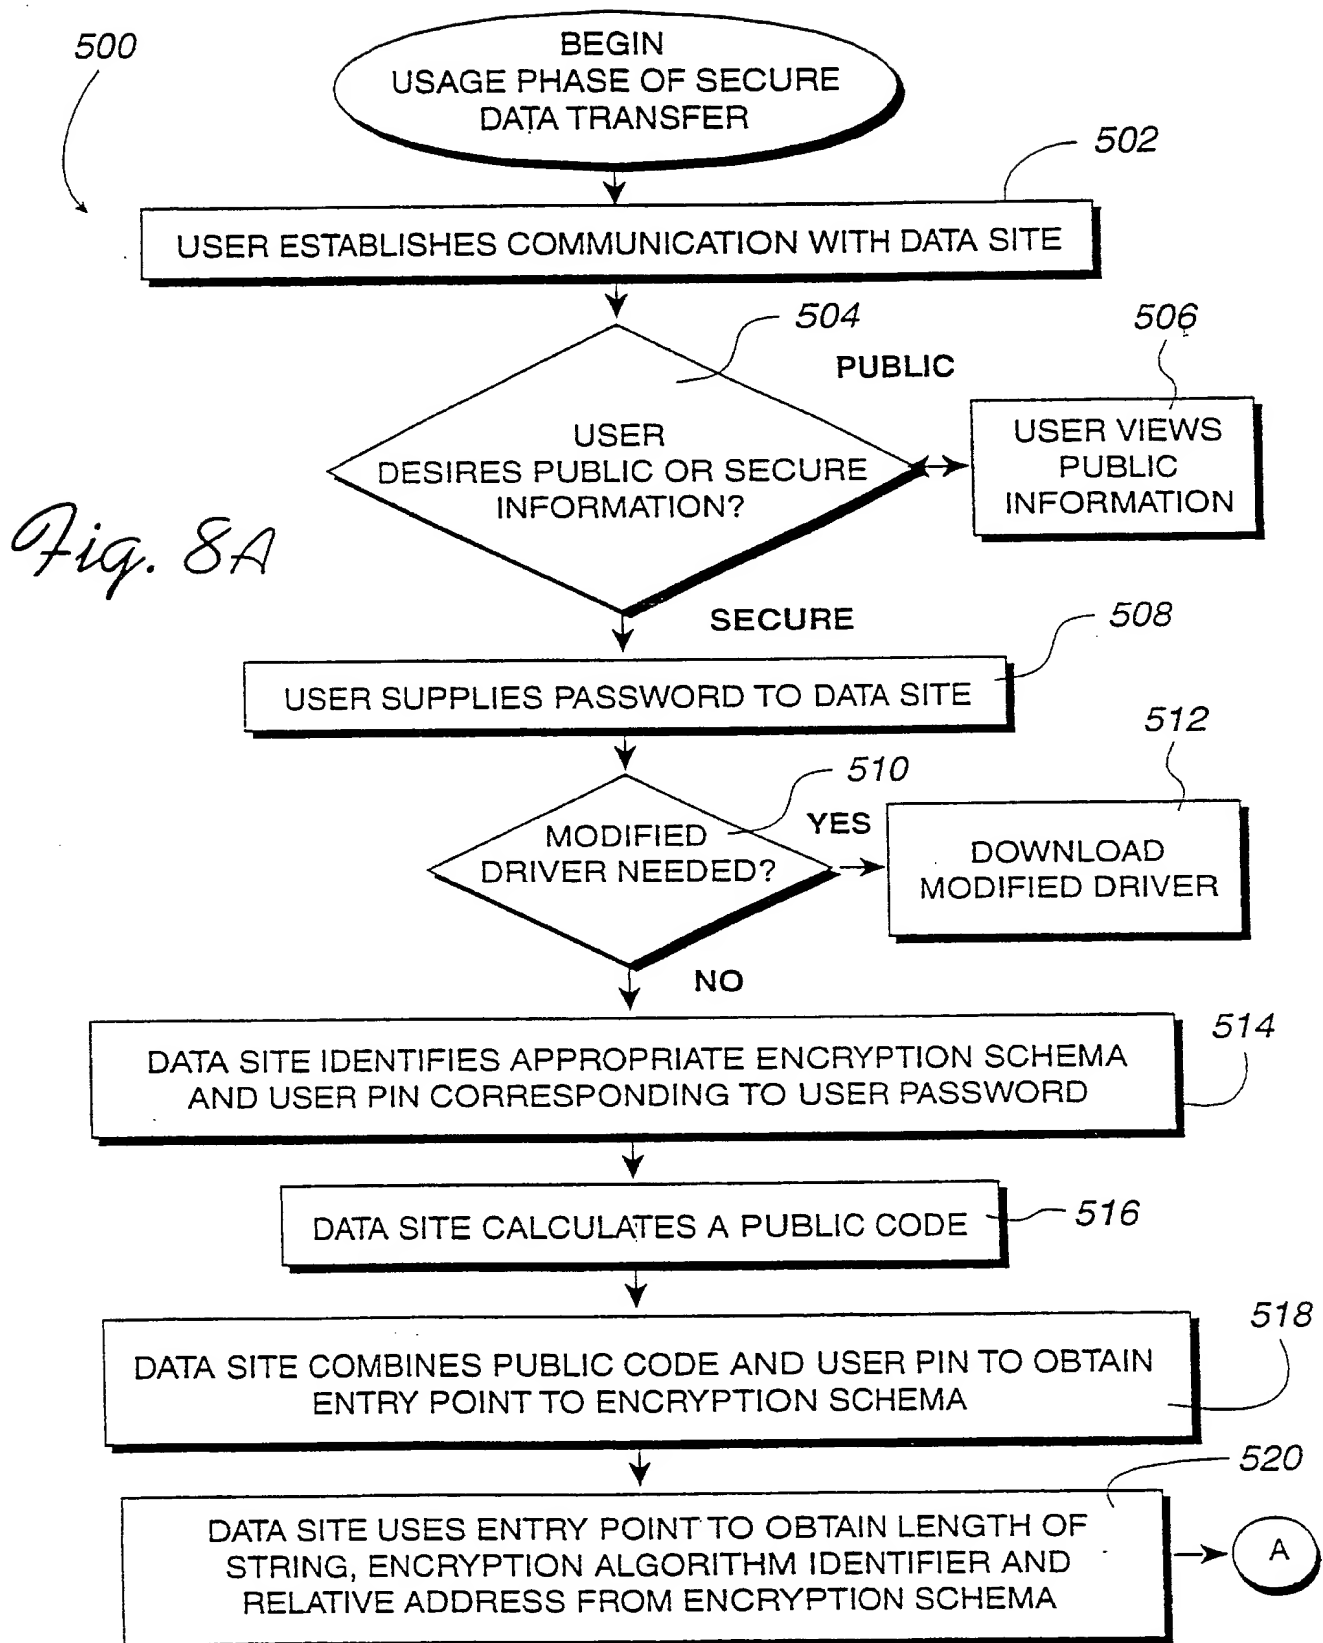 500
BEGIN
USAGE PHASE OF SECURE
DATA TRANSFER
502
USER ESTABLISHES COMMUNICATION WITH DATA SITE
504
506
PUBLIC
USER
DESIRES PUBLIC OR SECURE
INFORMATION?
USER VIEWS
PUBLIC
INFORMATION
Fig. 8A
SECURE
508
USER SUPPLIES PASSWORD TO DATA SITE
512
510
YES
MODIFIED
DRIVER NEEDED?
DOWNLOAD
MODIFIED DRIVER
NO
514
DATA SITE IDENTIFIES APPROPRIATE ENCRYPTION SCHEMA
AND USER PIN CORRESPONDING TO USER PASSWORD
DATA SITE CALCULATES A PUBLIC CODE
516
518
DATA SITE COMBINES PUBLIC CODE AND USER PIN TO OBTAIN
ENTRY POINT TO ENCRYPTION SCHEMA
520
DATA SITE USES ENTRY POINT TO OBTAIN LENGTH OF
STRING, ENCRYPTION ALGORITHM IDENTIFIER AND
RELATIVE ADDRESS FROM ENCRYPTION SCHEMA
A